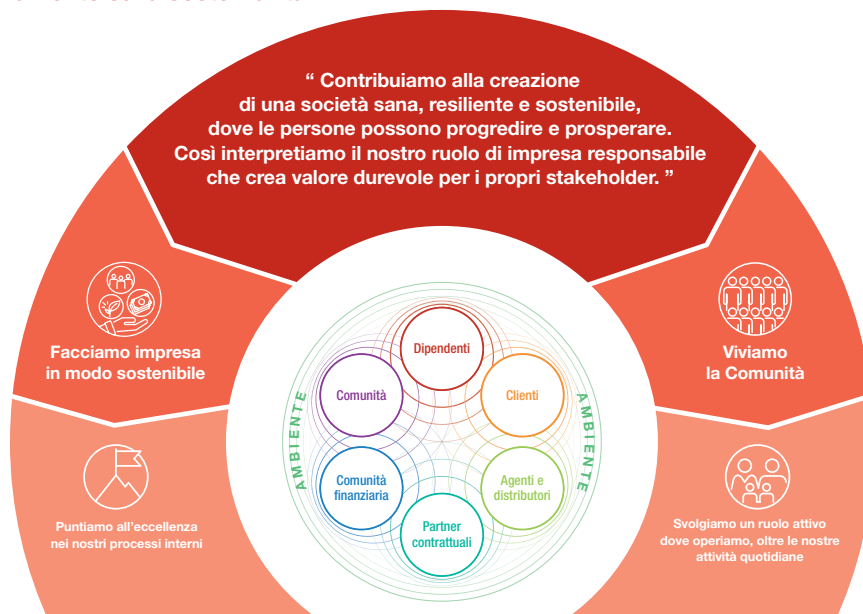 “ Contribuiamo alla creazione
di una società sana, resiliente e sostenibile,
dove le persone possono progredire e prosperare.
Così interpretiamo il nostro ruolo di impresa responsabile
che crea valore durevole per i propri stakeholder. ”
Facciamo impresa
in modo sostenibile
Viviamo
la Comunità
Puntiamo all’eccellenza
nei nostri processi interni
Svolgiamo un ruolo attivo
dove operiamo, oltre le nostre
attività quotidiane
AMBIENTE
Dipendenti
Comunità
Clienti
Comunità
finanziaria
Agenti e
distributori
Partner
contrattuali
AMBIENTE